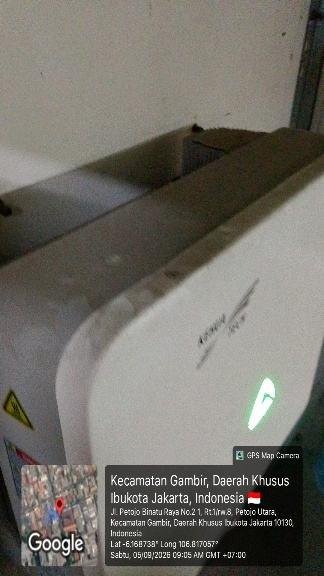 GPS Map Camera
Kecamatan Gambir, Daerah Khusus
Ibukota Jakarta, Indonesia 🇮🇩
Jl. Petojo Binatu Raya No.2 1, Rt.1/rw.8, Petojo Utara,
Kecamatan Gambir, Daerah Khusus Ibukota Jakarta 10130,
Indonesia
Lat -6.168738° Long 106.817057°
Sabtu, 05/09/2026 09:05 AM GMT +07:00
Google